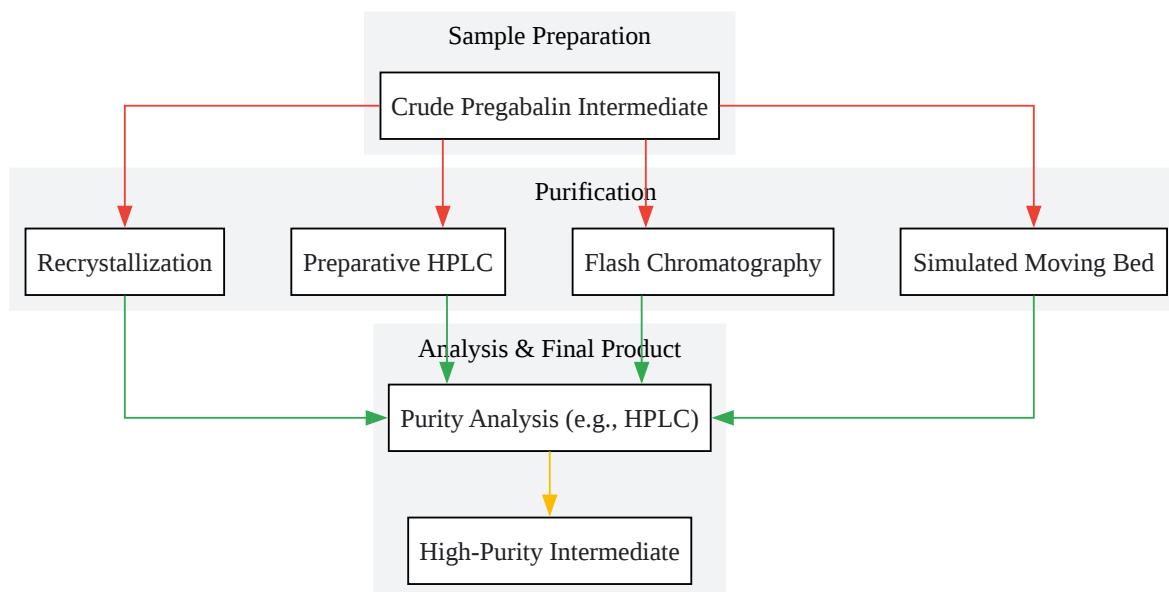 Sample Preparation
Crude Pregabalin Intermediate
Purification
Recrystallization
Preparative HPLC
Flash Chromatography
Simulated Moving Bed
Analysis & Final Product
Purity Analysis (e.g., HPLC)
High-Purity Intermediate